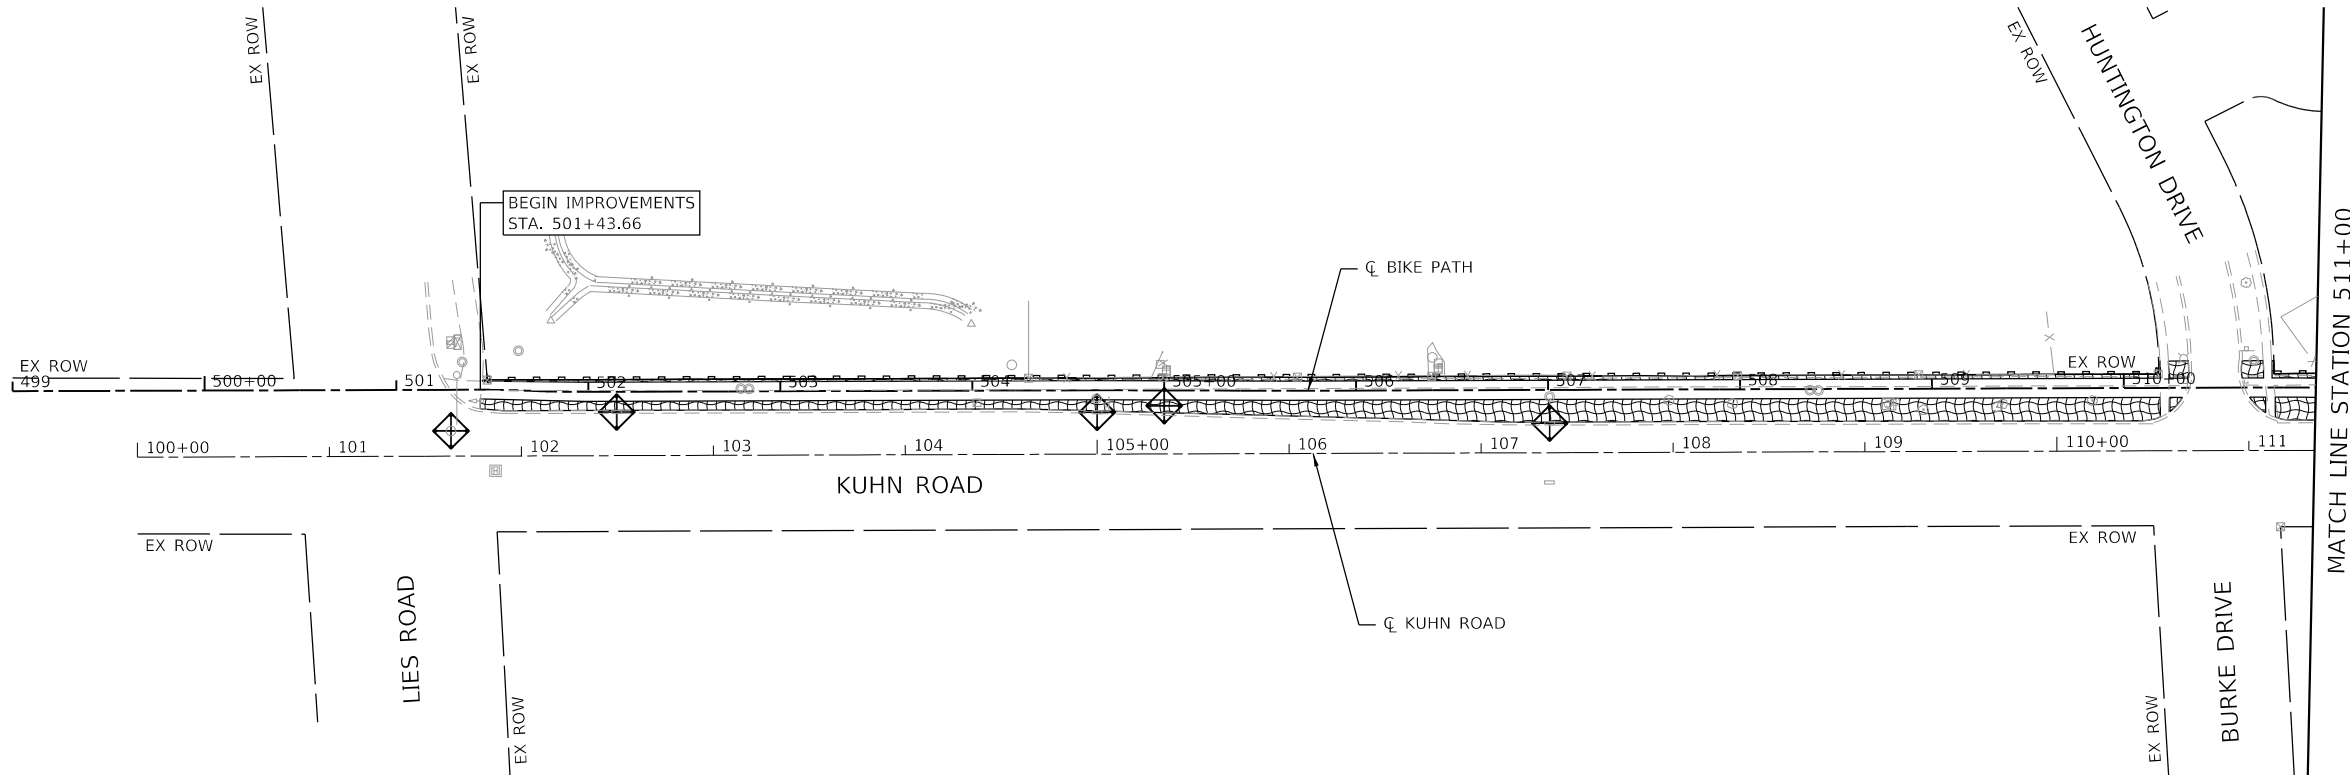 EX ROW
EX ROW
EX ROW
HUNTINGTON DRIVE
BEGIN IMPROVEMENTS
STA. 501+43.66
℄ BIKE PATH
MATCH LINE STATION 511+00
EX ROW
EX ROW
499
500+00
501
502
503
504
505+00
506
507
508
509
510+00
100+00
101
102
103
104
105+00
106
107
108
109
110+00
111
KUHN ROAD
EX ROW
EX ROW
LIES ROAD
℄ KUHN ROAD
BURKE DRIVE
EX ROW
EX ROW